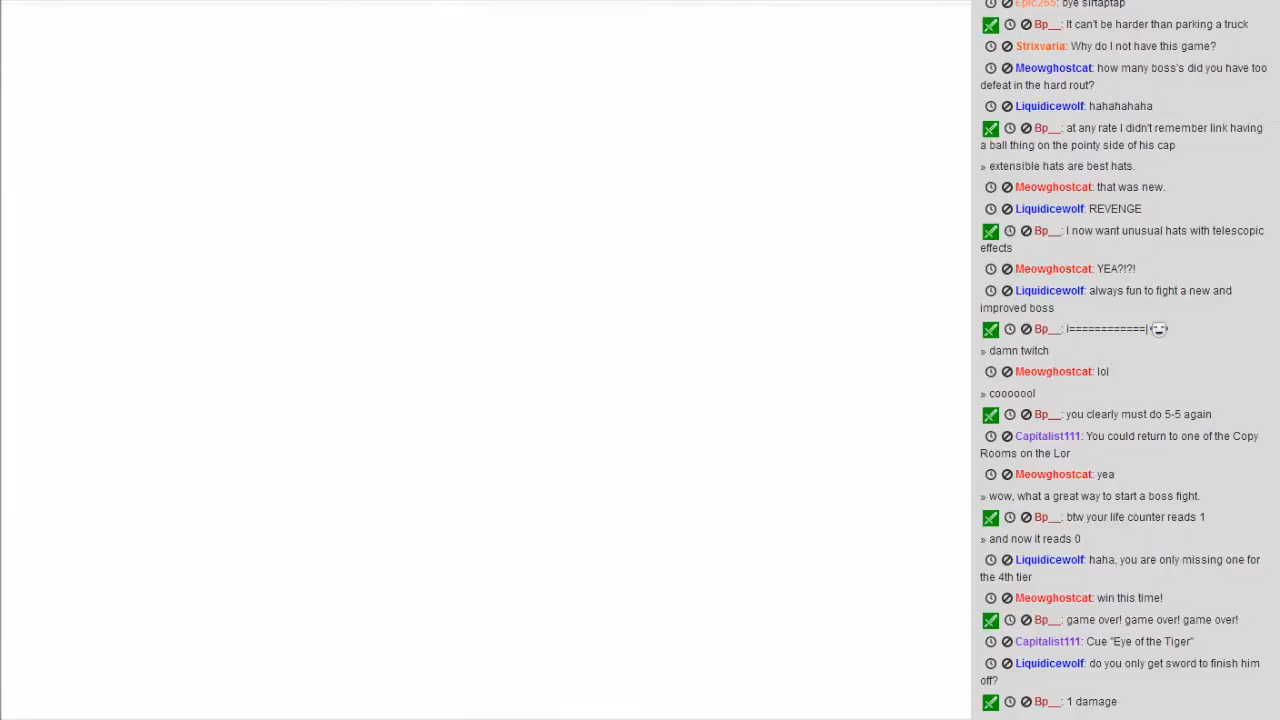 Epic265: bye sirtaptap
Bp__: It can't be harder than parking a truck
Strixvaria: Why do I not have this game?
Meowghostcat: how many boss's did you have too
defeat in the hard rout?
Liquidicewolf: hahahahaha
Bp__: at any rate I didn't remember link having
a ball thing on the pointy side of his cap
» extensible hats are best hats.
Meowghostcat: that was new.
Liquidicewolf: REVENGE
Bp__: I now want unusual hats with telescopic
effects
Meowghostcat: YEA?!?!
Liquidicewolf: always fun to fight a new and
improved boss
Bp__: I============|
» damn twitch
Meowghostcat: lol
» cooooool
Bp__: you clearly must do 5-5 again
Capitalist111: You could return to one of the Copy
Rooms on the Lor
Meowghostcat: yea
» wow, what a great way to start a boss fight.
Bp__: btw your life counter reads 1
» and now it reads 0
Liquidicewolf: haha, you are only missing one for
the 4th tier
Meowghostcat: win this time!
Bp__: game over! game over! game over!
Capitalist111: Cue "Eye of the Tiger"
Liquidicewolf: do you only get sword to finish him
off?
Bp__: 1 damage